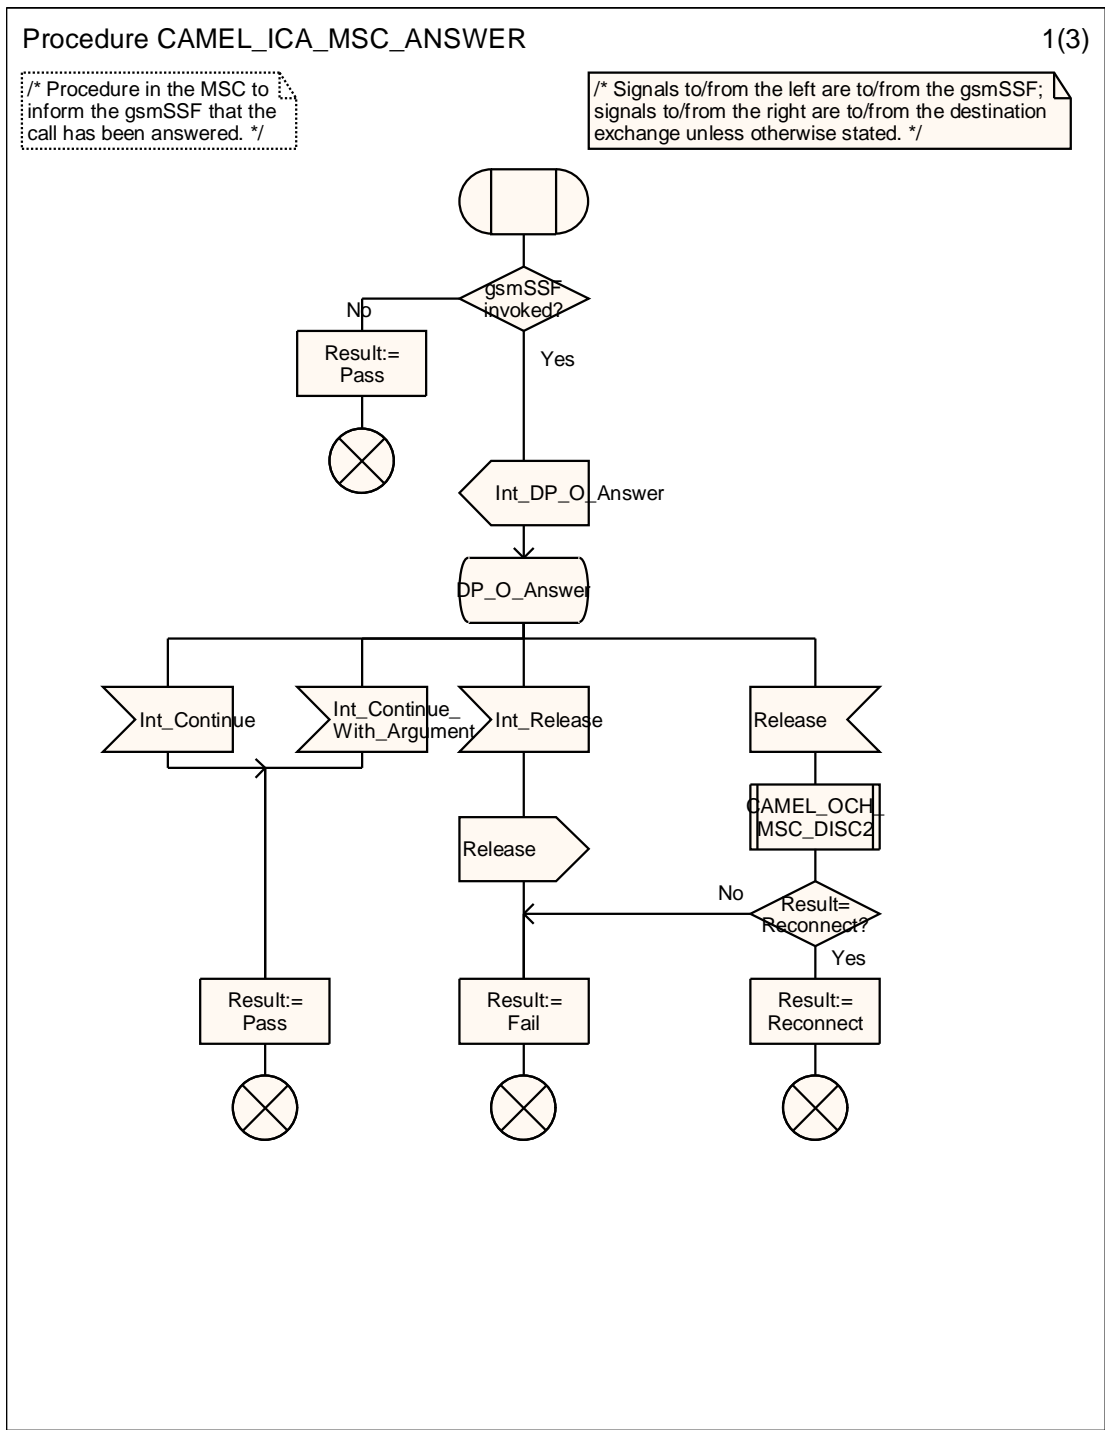 Procedure CAMEL_ICA_MSC_ANSWER
1(3)
/* Procedure in the MSC to
inform the gsmSSF that the
call has been answered. */
/* Signals to/from the left are to/from the gsmSSF;
signals to/from the right are to/from the destination
exchange unless otherwise stated. */
gsmSSF
invoked?
No
Yes
Result:=
Pass
Int_DP_O_Answer
DP_O_Answer
Int_Continue
Int_Continue_
With_Argument
Int_Release
Release
CAMEL_OCH_
MSC_DISC2
Release
No
Result=
Reconnect?
Yes
Result:=
Pass
Result:=
Fail
Result:=
Reconnect